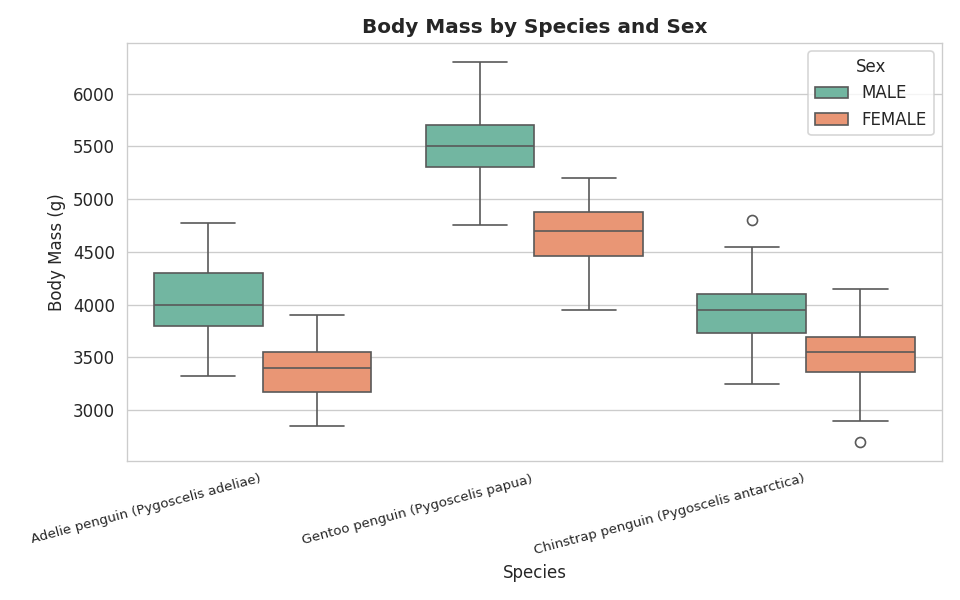 Body Mass by Species and Sex
Sex
MALE
FEMALE
Body Mass (g)
6000
5500
5000
4500
4000
3500
3000
Adelie penguin (Pygoscelis adeliae)
Gentoo penguin (Pygoscelis papua)
Chinstrap penguin (Pygoscelis antarctica)
Species